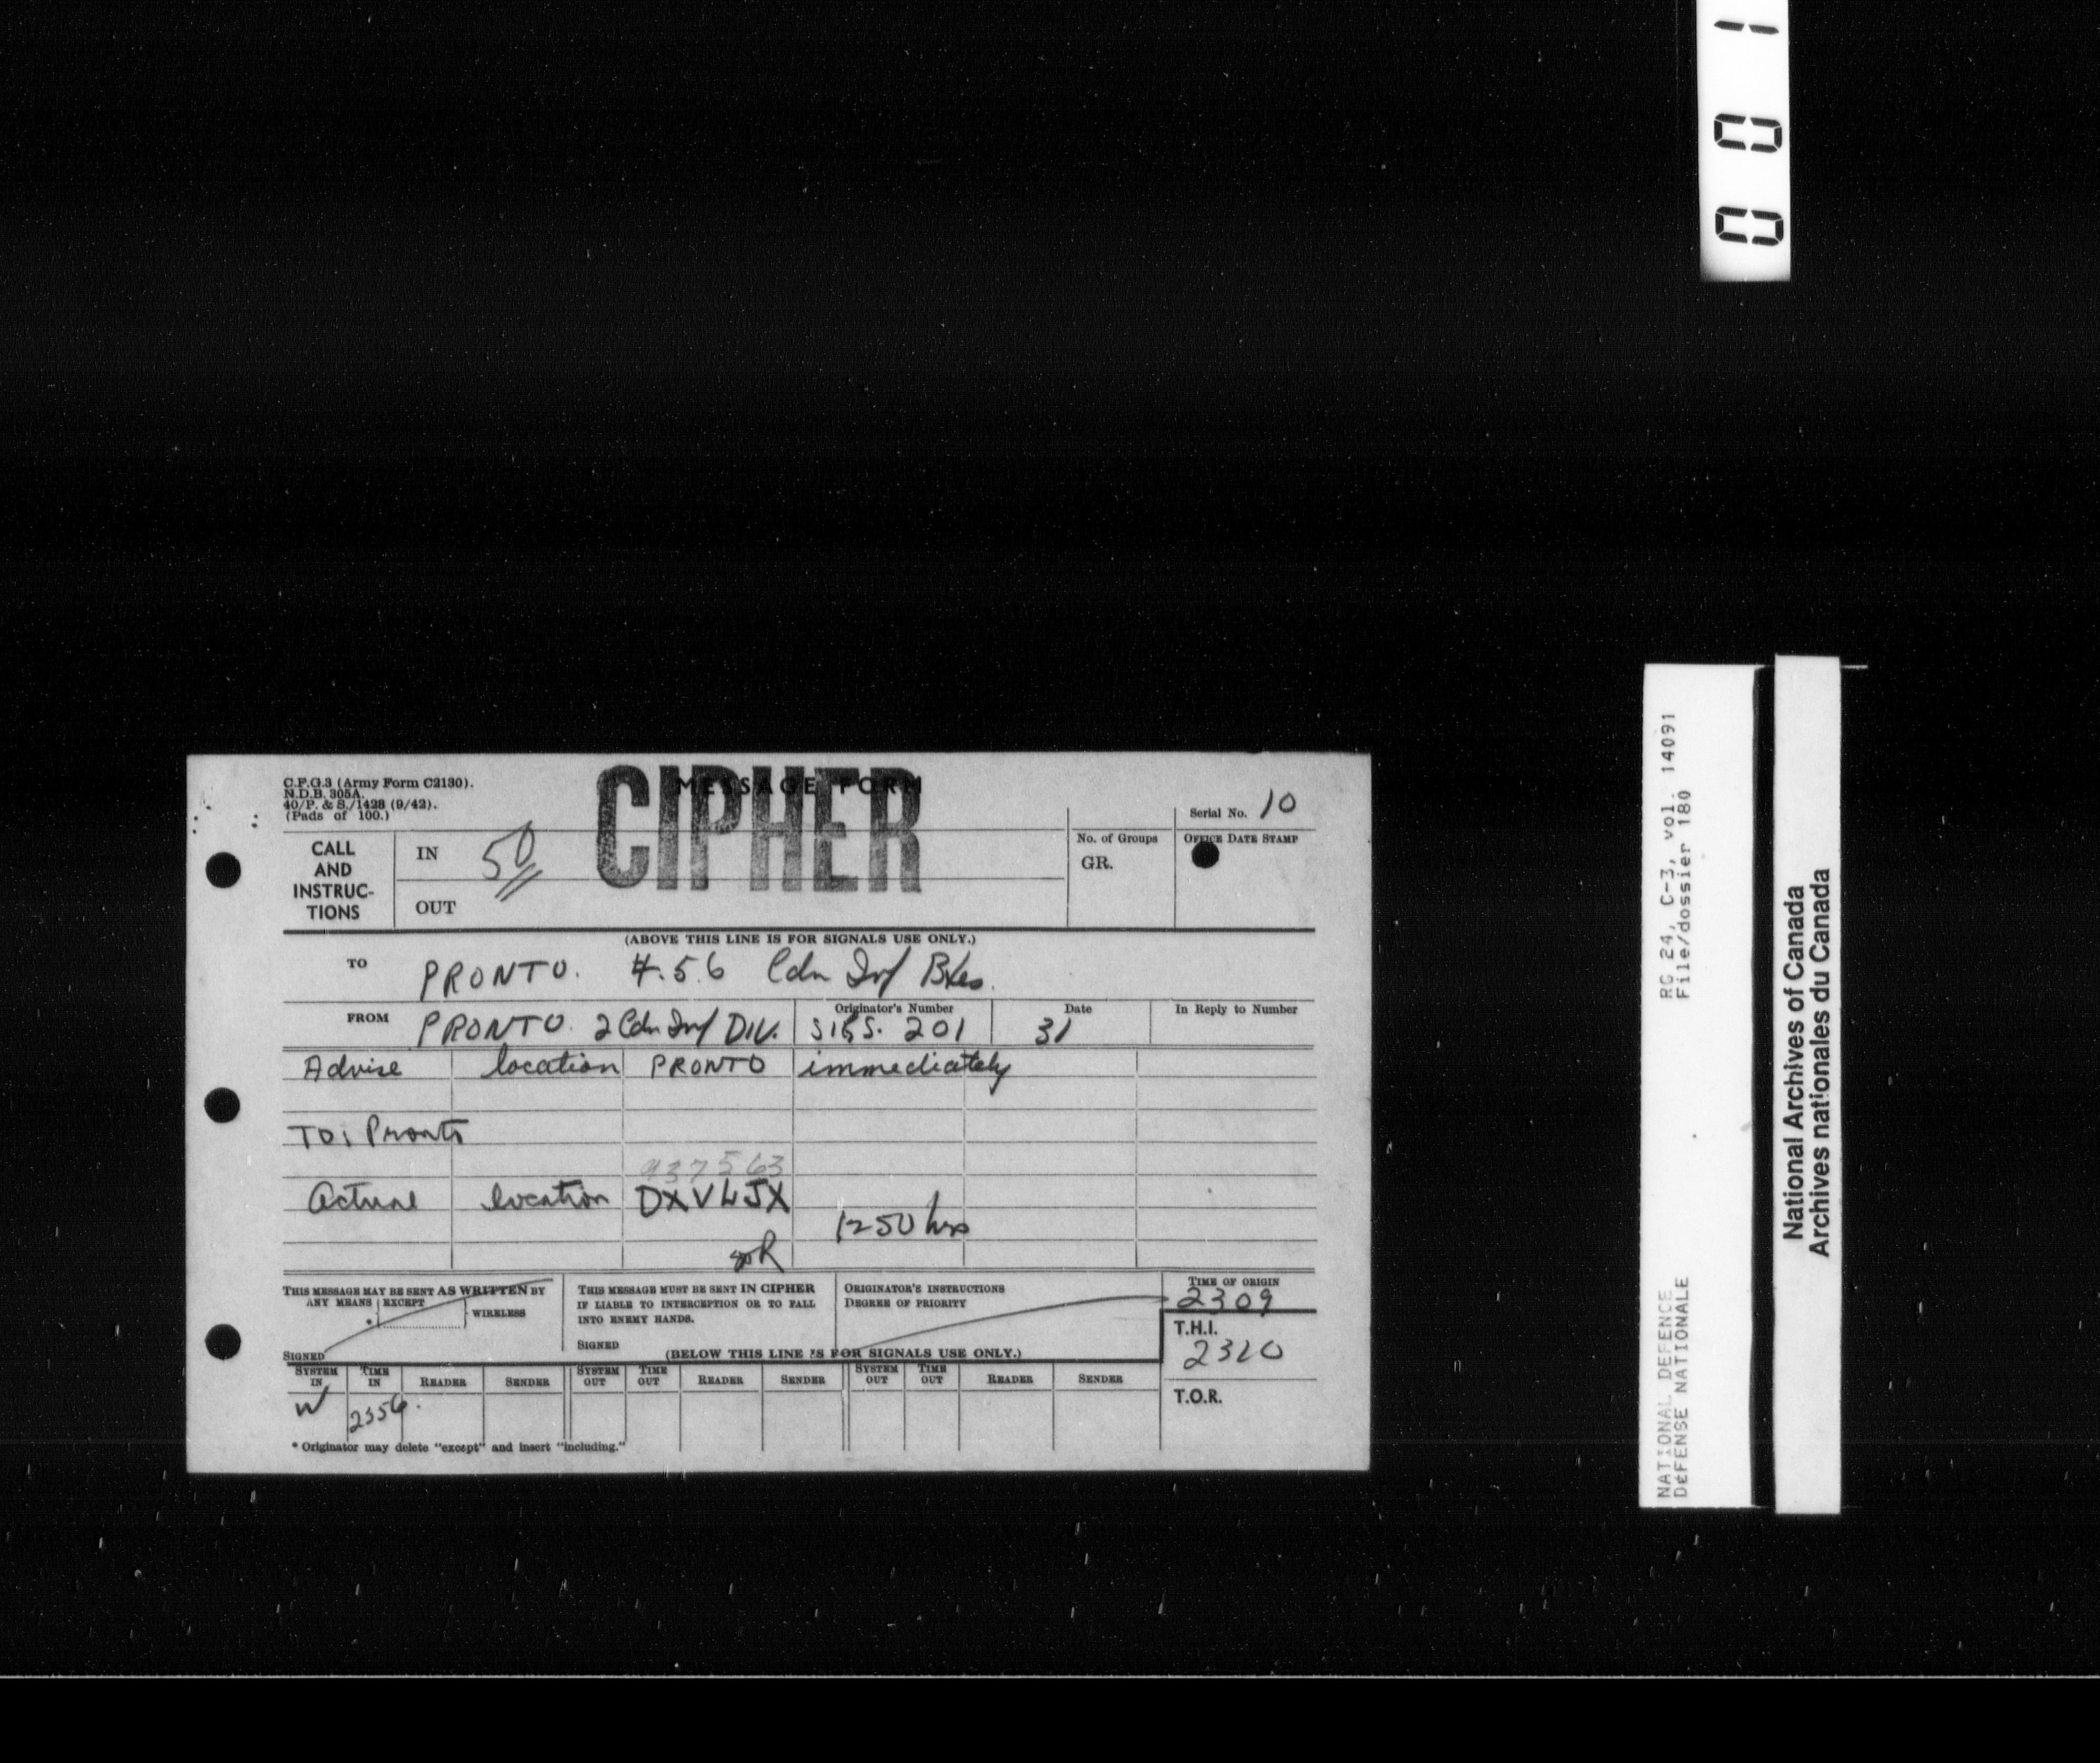 001
C.P.G.3 (Army Form C2130).
N.D.B. 305A.
40/P. & S./1428 (9/42).
(Pads of 100.)
MESSAGE FORM
CIPHER
Serial No. 10
CALL AND INSTRUC-TIONS
IN 50
OUT
No. of Groups
GR.
OFFICE DATE STAMP
(ABOVE THIS LINE IS FOR SIGNALS USE ONLY.)
TO PRONTO. 4.5.6 Cdn Inf Bdes.
FROM PRONTO. 2 Cdn Inf DIV. Originator's Number SIGS. 201 Date 31 In Reply to Number
Advise location PRONTO immediately
TO: Pronto
937563
Actual location DXVLJX
1250 hrs
THIS MESSAGE MAY BE SENT AS WRITTEN BY ANY MEANS EXCEPT * WIRELESS
SIGNED
THIS MESSAGE MUST BE SENT IN CIPHER IF LIABLE TO INTERCEPTION OR TO FALL INTO ENEMY HANDS.
SIGNED
ORIGINATOR'S INSTRUCTIONS
DEGREE OF PRIORITY
TIME OF ORIGIN
2309
T.H.I.
2310
T.O.R.
(BELOW THIS LINE IS FOR SIGNALS USE ONLY.)
SYSTEM IN TIME IN READER SENDER SYSTEM OUT TIME OUT READER SENDER SYSTEM OUT TIME OUT READER SENDER
W 2356.
* Originator may delete "except" and insert "including."
RG 24, C-3, vol. 14091
File/dossier 180
NATIONAL DEFENCE
DéFENSE NATIONALE
National Archives of Canada
Archives nationales du Canada